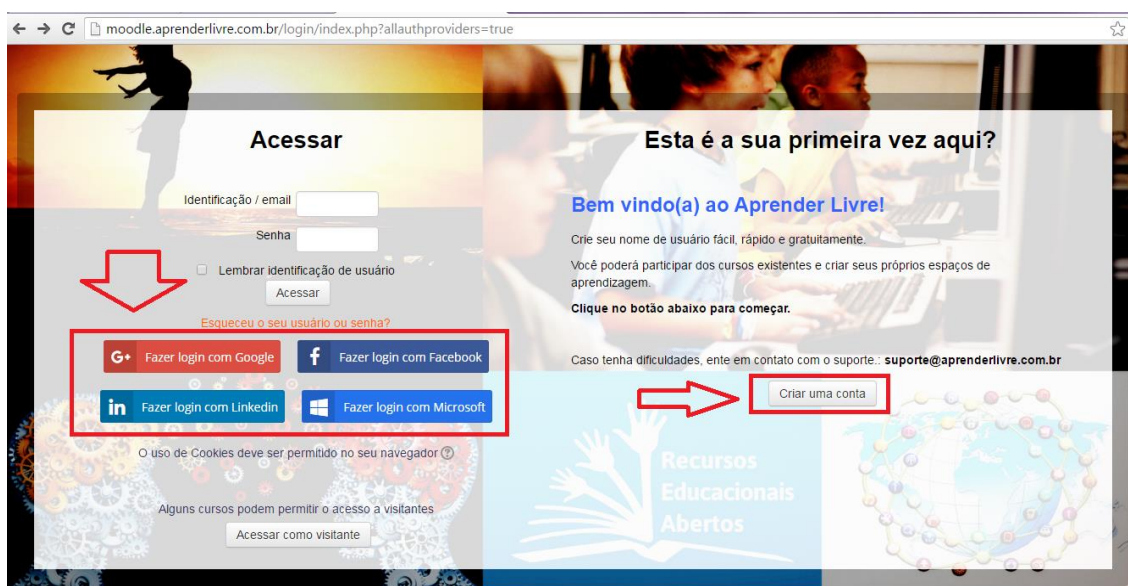 moodle.aprenderlivre.com.br/login/index.php?allauthproviders=true
Acessar
Identificação / email
Senha
Lembrar identificação de usuário
Acessar
Esqueceu o seu usuário ou senha?
G+ Fazer login com Google
f Fazer login com Facebook
in Fazer login com Linkedin
Fazer login com Microsoft
O uso de Cookies deve ser permitido no seu navegador ?
Alguns cursos podem permitir o acesso a visitantes
Acessar como visitante
Esta é a sua primeira vez aqui?
Bem vindo(a) ao Aprender Livre!
Crie seu nome de usuário fácil, rápido e gratuitamente.
Você poderá participar dos cursos existentes e criar seus próprios espaços de
aprendizagem.
Clique no botão abaixo para começar.
Caso tenha dificuldades, ente em contato com o suporte.: suporte@aprenderlivre.com.br
Criar uma conta
Recursos
Educacionais
Abertos